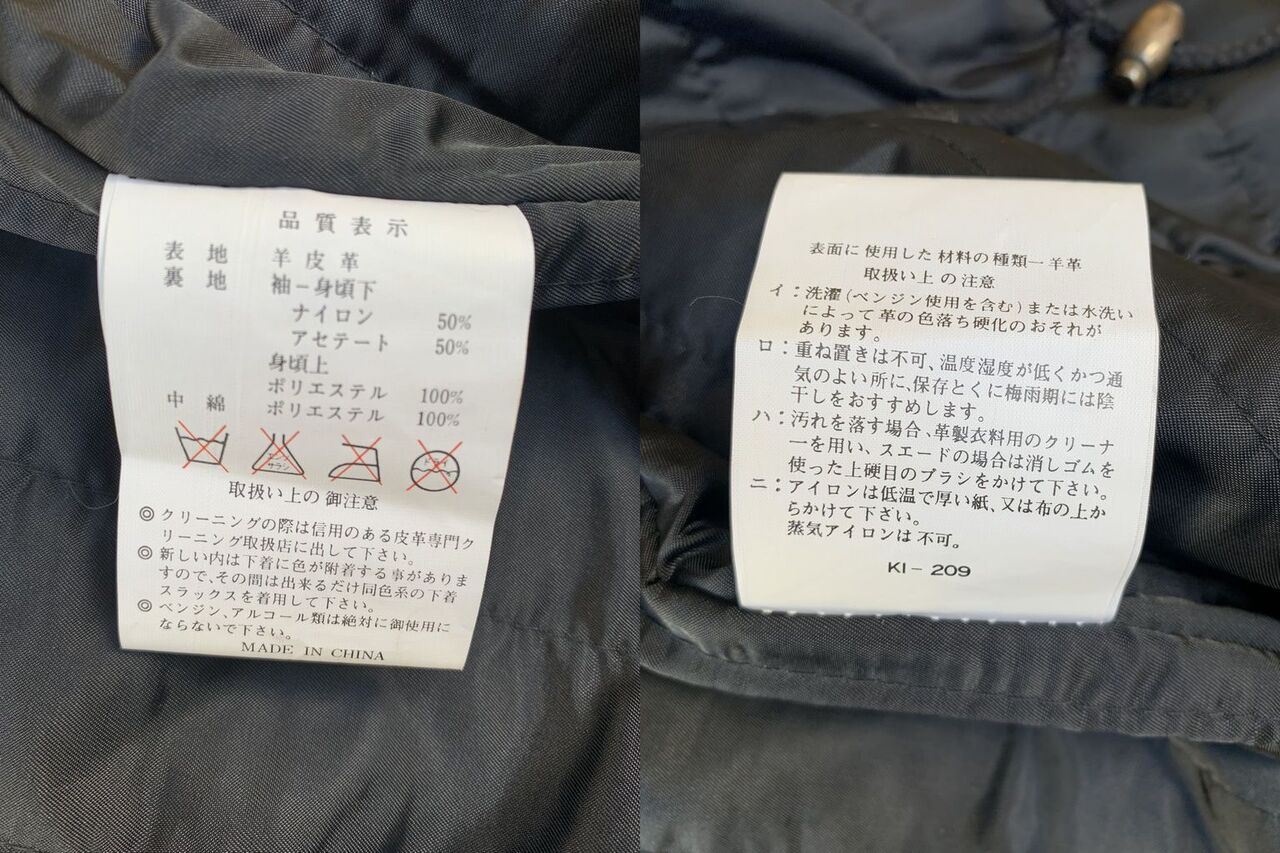 品質表示
表地 羊皮革
裏地 袖－身頃下
ナイロン 50%
アセテート 50%
身頃上
ポリエステル 100%
中綿 ポリエステル 100%
エンソ サラシ ドライ
取扱い上の御注意
◎クリーニングの際は信用のある皮革専門ク
リーニング取扱店に出して下さい。
◎新しい内は下着に色が附着する事がありま
すので、その間は出来るだけ同色系の下着
スラックスを着用して下さい。
◎ベンジン、アルコール類は絶対に御使用に
ならないで下さい。
MADE IN CHINA
表面に使用した材料の種類―羊革
取扱い上の注意
イ：洗濯(ベンジン使用を含む)または水洗い
によって革の色落ち硬化のおそれが
あります。
ロ：重ね置きは不可、温度湿度が低くかつ通
気のよい所に、保存とくに梅雨期には陰
干しをおすすめします。
ハ：汚れを落す場合、革製衣料用のクリーナ
ーを用い、スエードの場合は消しゴムを
使った上硬目のブラシをかけて下さい。
ニ：アイロンは低温で厚い紙、又は布の上か
らかけて下さい。
蒸気アイロンは不可。
KI－209